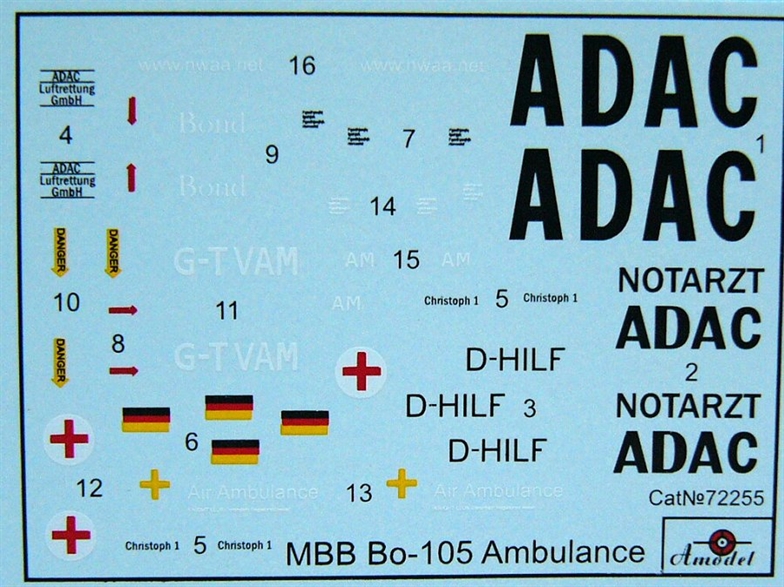 www.nwaa.net 16 www.nwaa.net
ADAC
Luftrettung
GmbH
4
ADAC
Luftrettung
GmbH
Bond
9
Bond
7
14
ADAC
1
ADAC
DANGER DANGER
G-TVAM
AM 15 AM
AM
10
11
Christoph 1 5 Christoph 1
NOTARZT
ADAC
2
NOTARZT
ADAC
8
DANGER
G-TVAM
D-HILF
D-HILF 3
D-HILF
6
12
Air Ambulance 13 Air Ambulance
CatNo72255
Christoph 1 5 Christoph 1
MBB Bo-105 Ambulance
Amodel